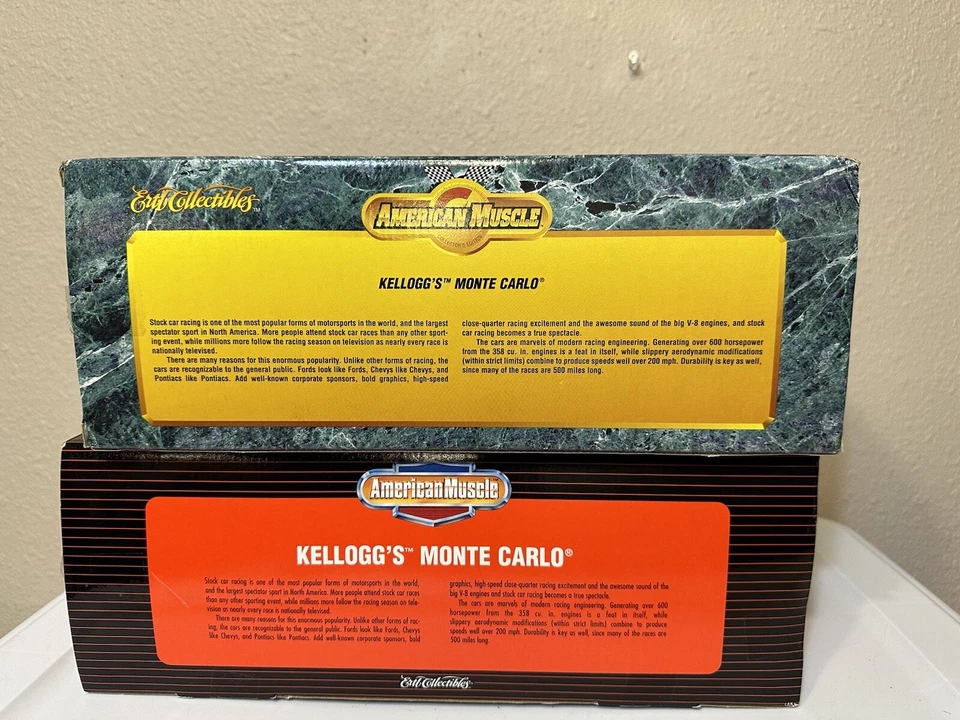 Ertl Collectibles™
AMERICAN MUSCLE
COLLECTOR'S EDITION
KELLOGG'S™ MONTE CARLO®
Stock car racing is one of the most popular forms of motorsports in the world, and the largest
spectator sport in North America. More people attend stock car races than any other sport-
ing event, while millions more follow the racing season on television as nearly every race is
nationally televised.
There are many reasons for this enormous popularity. Unlike other forms of racing, the
cars are recognizable to the general public. Fords look like Fords, Chevys like Chevys, and
Pontiacs like Pontiacs. Add well-known corporate sponsors, bold graphics, high-speed
close-quarter racing excitement and the awesome sound of the big V-8 engines, and stock
car racing becomes a true spectacle.
The cars are marvels of modern racing engineering. Generating over 600 horsepower
from the 358 cu. in. engines is a feat in itself, while slippery aerodynamic modifications
(within strict limits) combine to produce speeds well over 200 mph. Durability is key as well,
since many of the races are 500 miles long.
American Muscle
KELLOGG'S™ MONTE CARLO®
Stock car racing is one of the most popular forms of motorsports in the world,
and the largest spectator sport in North America. More people attend stock car races
than any other sporting event, while millions more follow the racing season on tele-
vision as nearly every race is nationally televised.
There are many reasons for this enormous popularity. Unlike other forms of rac-
ing, the cars are recognizable to the general public. Fords look like Fords, Chevys
like Chevys, and Pontiacs like Pontiacs. Add well-known corporate sponsors, bold
graphics, high-speed close-quarter racing excitement and the awesome sound of the
big V-8 engines and stock car racing becomes a true spectacle.
The cars are marvels of modern racing engineering. Generating over 600
horsepower from the 358 cu. in. engines is a feat in itself, while
slippery aerodynamic modifications (within strict limits) combine to produce
speeds well over 200 mph. Durability is key as well, since many of the races are
500 miles long.
Ertl Collectibles™